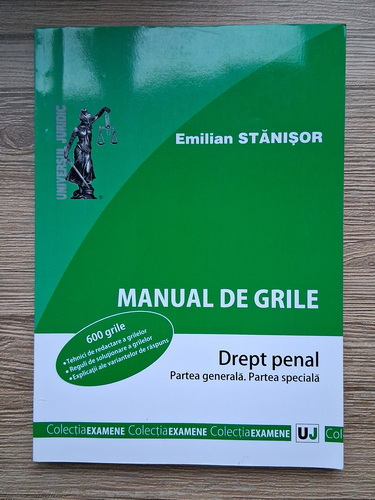 UNIVERSUL JURIDIC
Emilian STĂNIȘOR
MANUAL DE GRILE
600 grile
• Tehnici de redactare a grilelor
• Reguli de soluționare a grilelor
• Explicații ale variantelor de răspuns
Drept penal
Partea generală. Partea specială
ColecțiaEXAMENE ColecțiaEXAMENE ColecțiaEXAMENE UJ Col